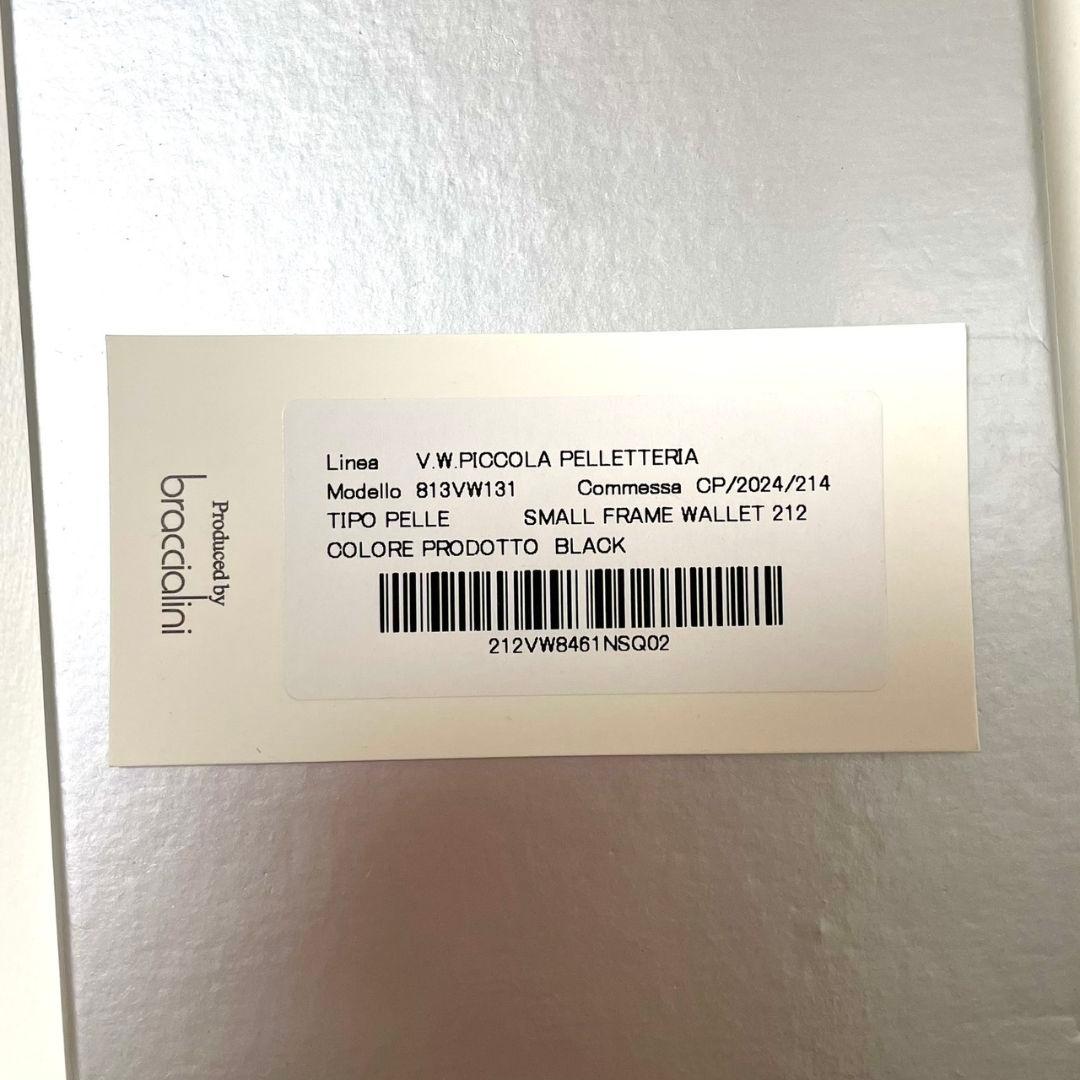 Produced by
braccialini
Linea V.W.PICCOLA PELLETTERIA
Modello 813VW131 Commessa CP/2024/214
TIPO PELLE SMALL FRAME WALLET 212
COLORE PRODOTTO BLACK
212VW8461NSQ02